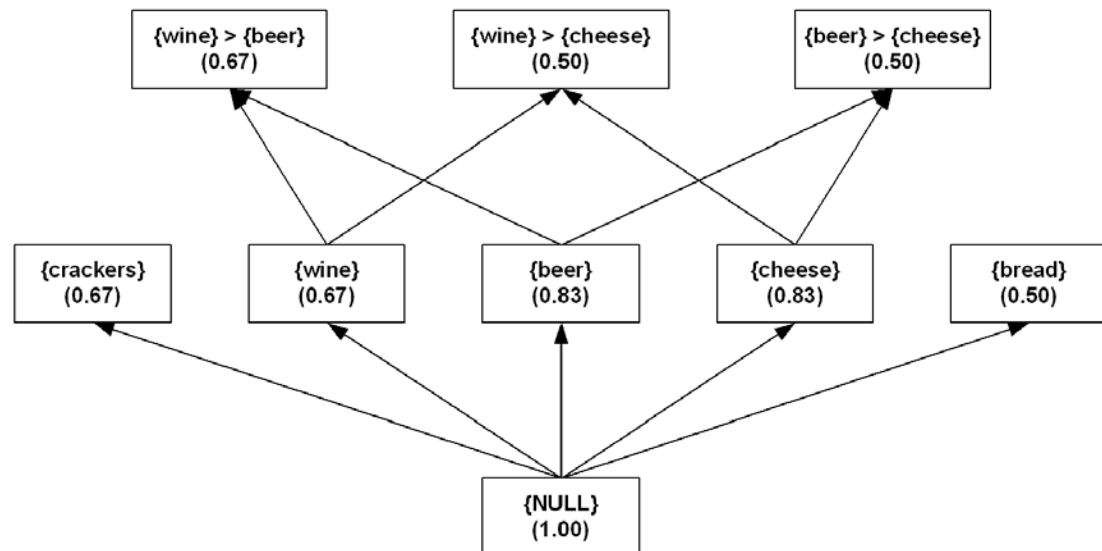 {wine} > {beer}
(0.67)
{wine} > {cheese}
(0.50)
{beer} > {cheese}
(0.50)
{crackers}
(0.67)
{wine}
(0.67)
{beer}
(0.83)
{cheese}
(0.83)
{bread}
(0.50)
{NULL}
(1.00)